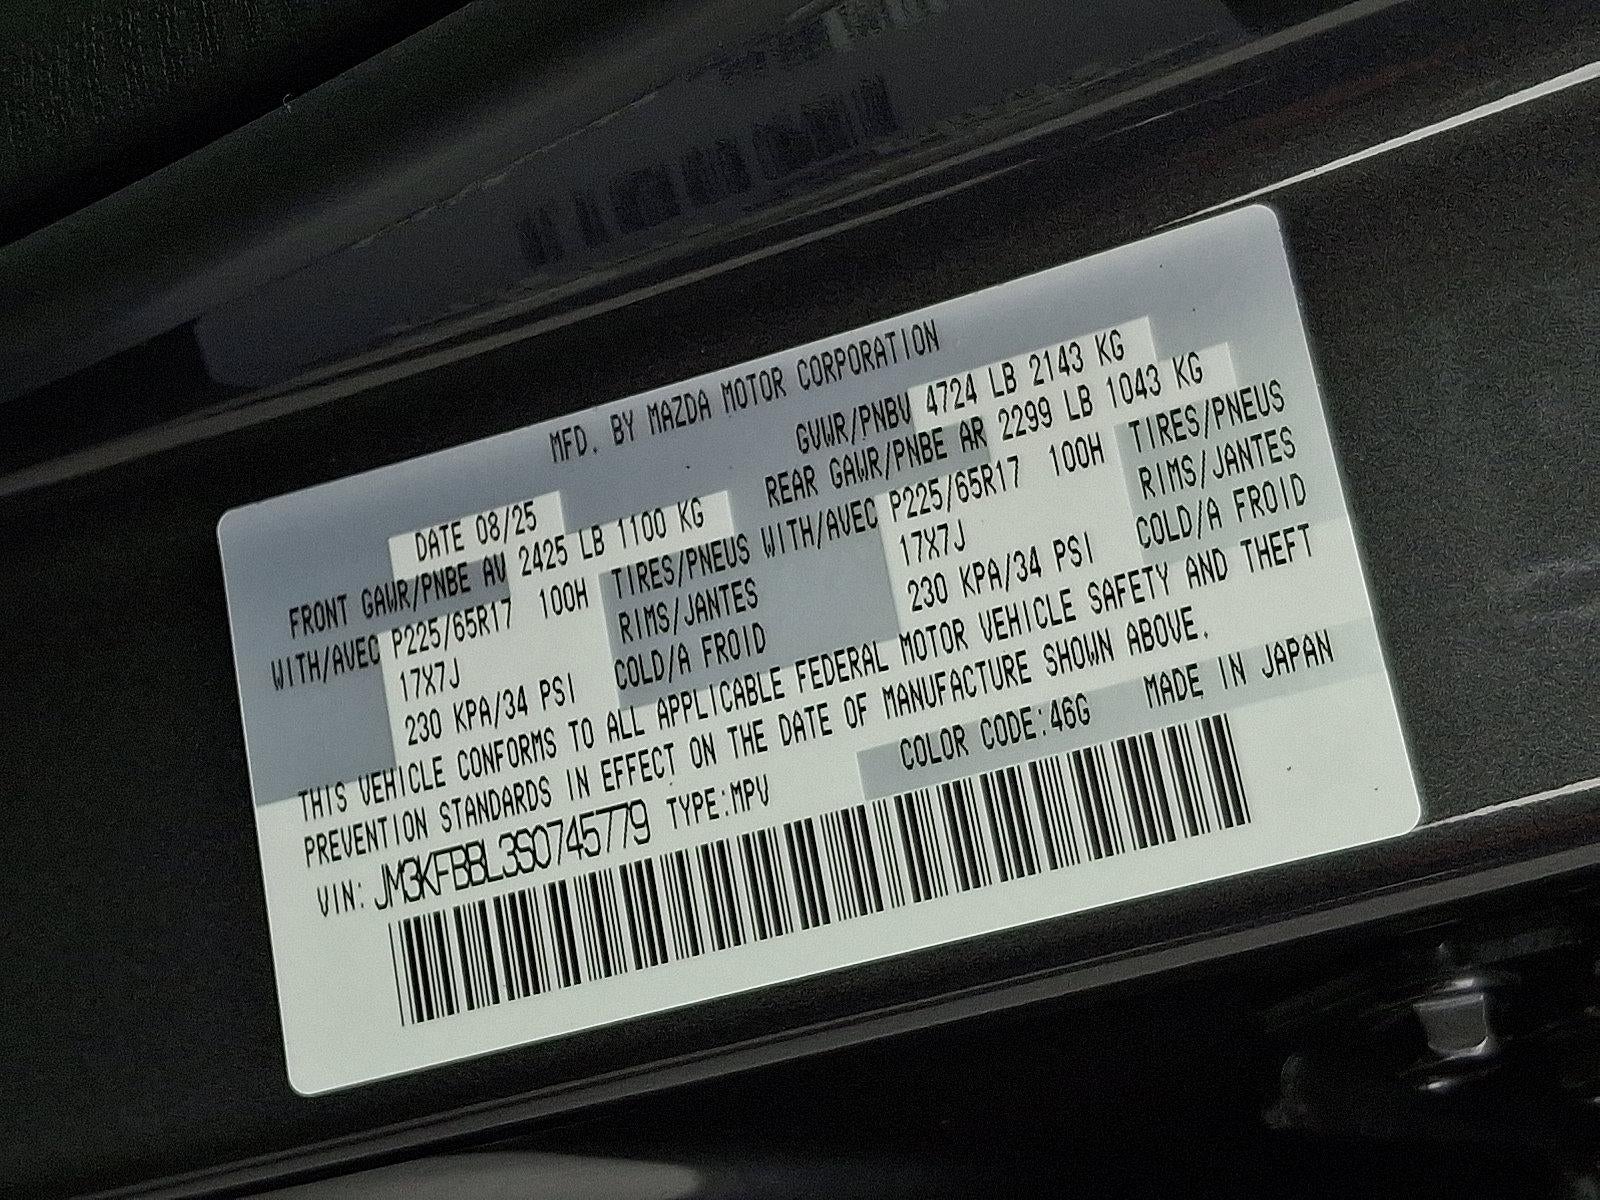 MFD. BY MAZDA MOTOR CORPORATION
DATE 08/25 GVWR/PNBV 4724 LB 2143 KG
FRONT GAWR/PNBE AV 2425 LB 1100 KG REAR GAWR/PNBE AR 2299 LB 1043 KG
WITH/AVEC P225/65R17 100H TIRES/PNEUS WITH/AVEC P225/65R17 100H TIRES/PNEUS
17X7J RIMS/JANTES 17X7J RIMS/JANTES
230 KPA/34 PSI COLD/A FROID 230 KPA/34 PSI COLD/A FROID
THIS VEHICLE CONFORMS TO ALL APPLICABLE FEDERAL MOTOR VEHICLE SAFETY AND THEFT
PREVENTION STANDARDS IN EFFECT ON THE DATE OF MANUFACTURE SHOWN ABOVE.
VIN: JM3KFBBL3S0745779 TYPE:MPV COLOR CODE:46G MADE IN JAPAN